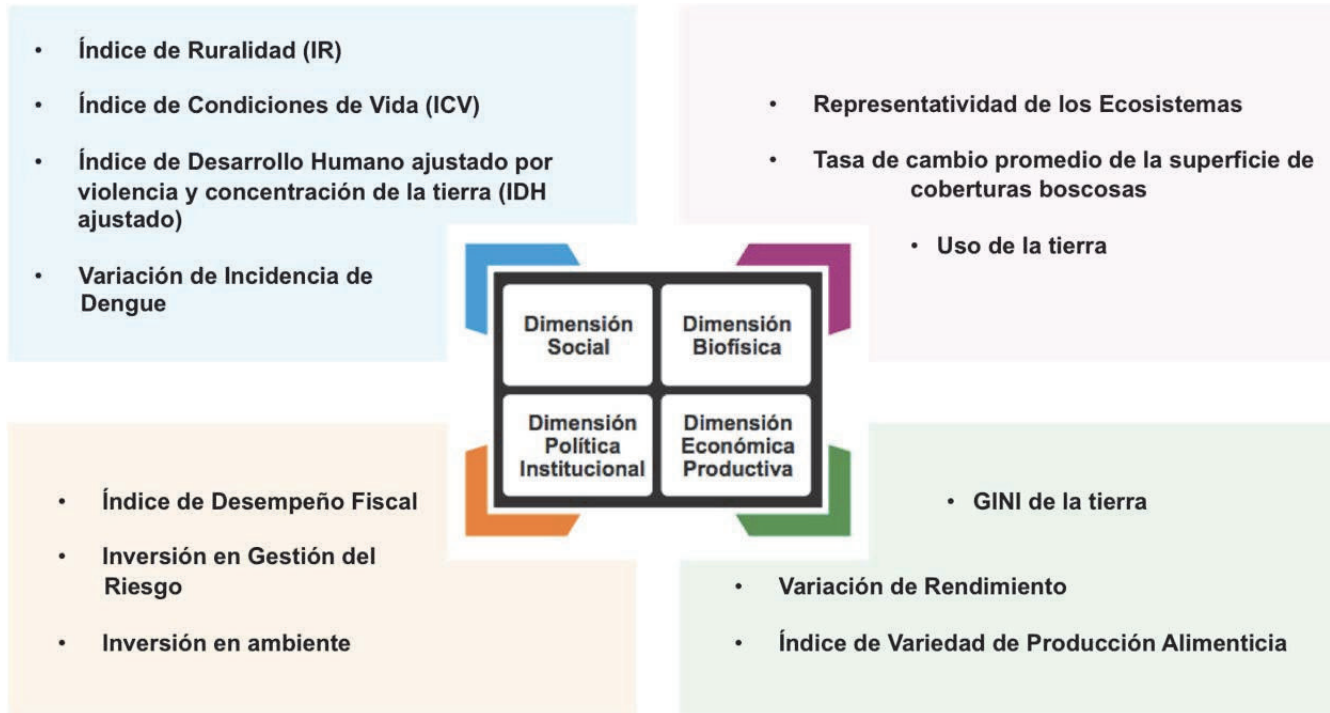 • Índice de Ruralidad (IR)
• Índice de Condiciones de Vida (ICV)
• Índice de Desarrollo Humano ajustado por
violencia y concentración de la tierra (IDH
ajustado)
• Variación de Incidencia de
Dengue
• Representatividad de los Ecosistemas
• Tasa de cambio promedio de la superficie de
coberturas boscosas
• Uso de la tierra
Dimensión
Social
Dimensión
Biofísica
Dimensión
Política
Institucional
Dimensión
Económica
Productiva
• Índice de Desempeño Fiscal
• Inversión en Gestión del
Riesgo
• Inversión en ambiente
• GINI de la tierra
• Variación de Rendimiento
• Índice de Variedad de Producción Alimenticia